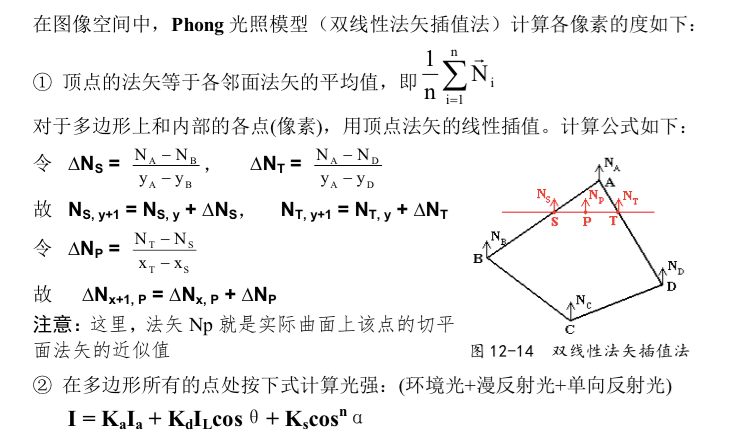 在图像空间中，Phong 光照模型（双线性法矢插值法）计算各像素的度如下：
① 顶点的法矢等于各邻面法矢的平均值，即 $\frac{1}{n}\sum_{i=1}^{n}\vec{N}_i$
对于多边形上和内部的各点(像素)，用顶点法矢的线性插值。计算公式如下：
令 $\Delta N_S = \frac{N_A - N_B}{y_A - y_B}$， $\Delta N_T = \frac{N_A - N_D}{y_A - y_D}$
故 $N_{S, y+1} = N_{S, y} + \Delta N_S$， $N_{T, y+1} = N_{T, y} + \Delta N_T$
令 $\Delta N_P = \frac{N_T - N_S}{x_T - x_S}$
故 $\Delta N_{x+1, P} = \Delta N_{x, P} + \Delta N_P$
注意：这里，法矢 Np 就是实际曲面上该点的切平
面法矢的近似值
N_A
A
N_S
N_P
N_T
S
P
T
N_B
B
N_D
D
N_C
C
图 12-14 双线性法矢插值法
② 在多边形所有的点处按下式计算光强：(环境光+漫反射光+单向反射光)
$I = K_aI_a + K_dI_L\cos θ + K_s\cos^n α$